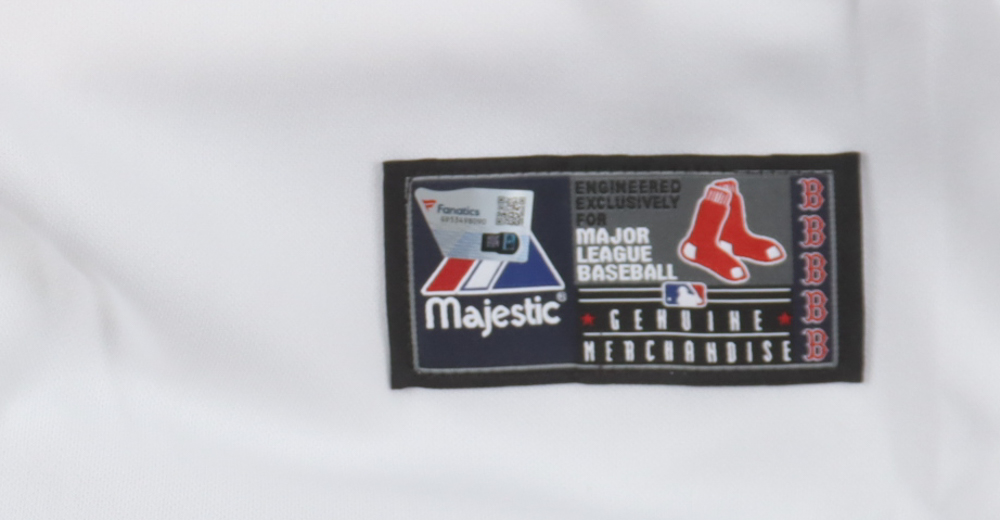 Fanatics
Majestic®
ENGINEERED
EXCLUSIVELY
FOR
MAJOR
LEAGUE
BASEBALL
GENUINE
MERCHANDISE
B
B
B
B
B